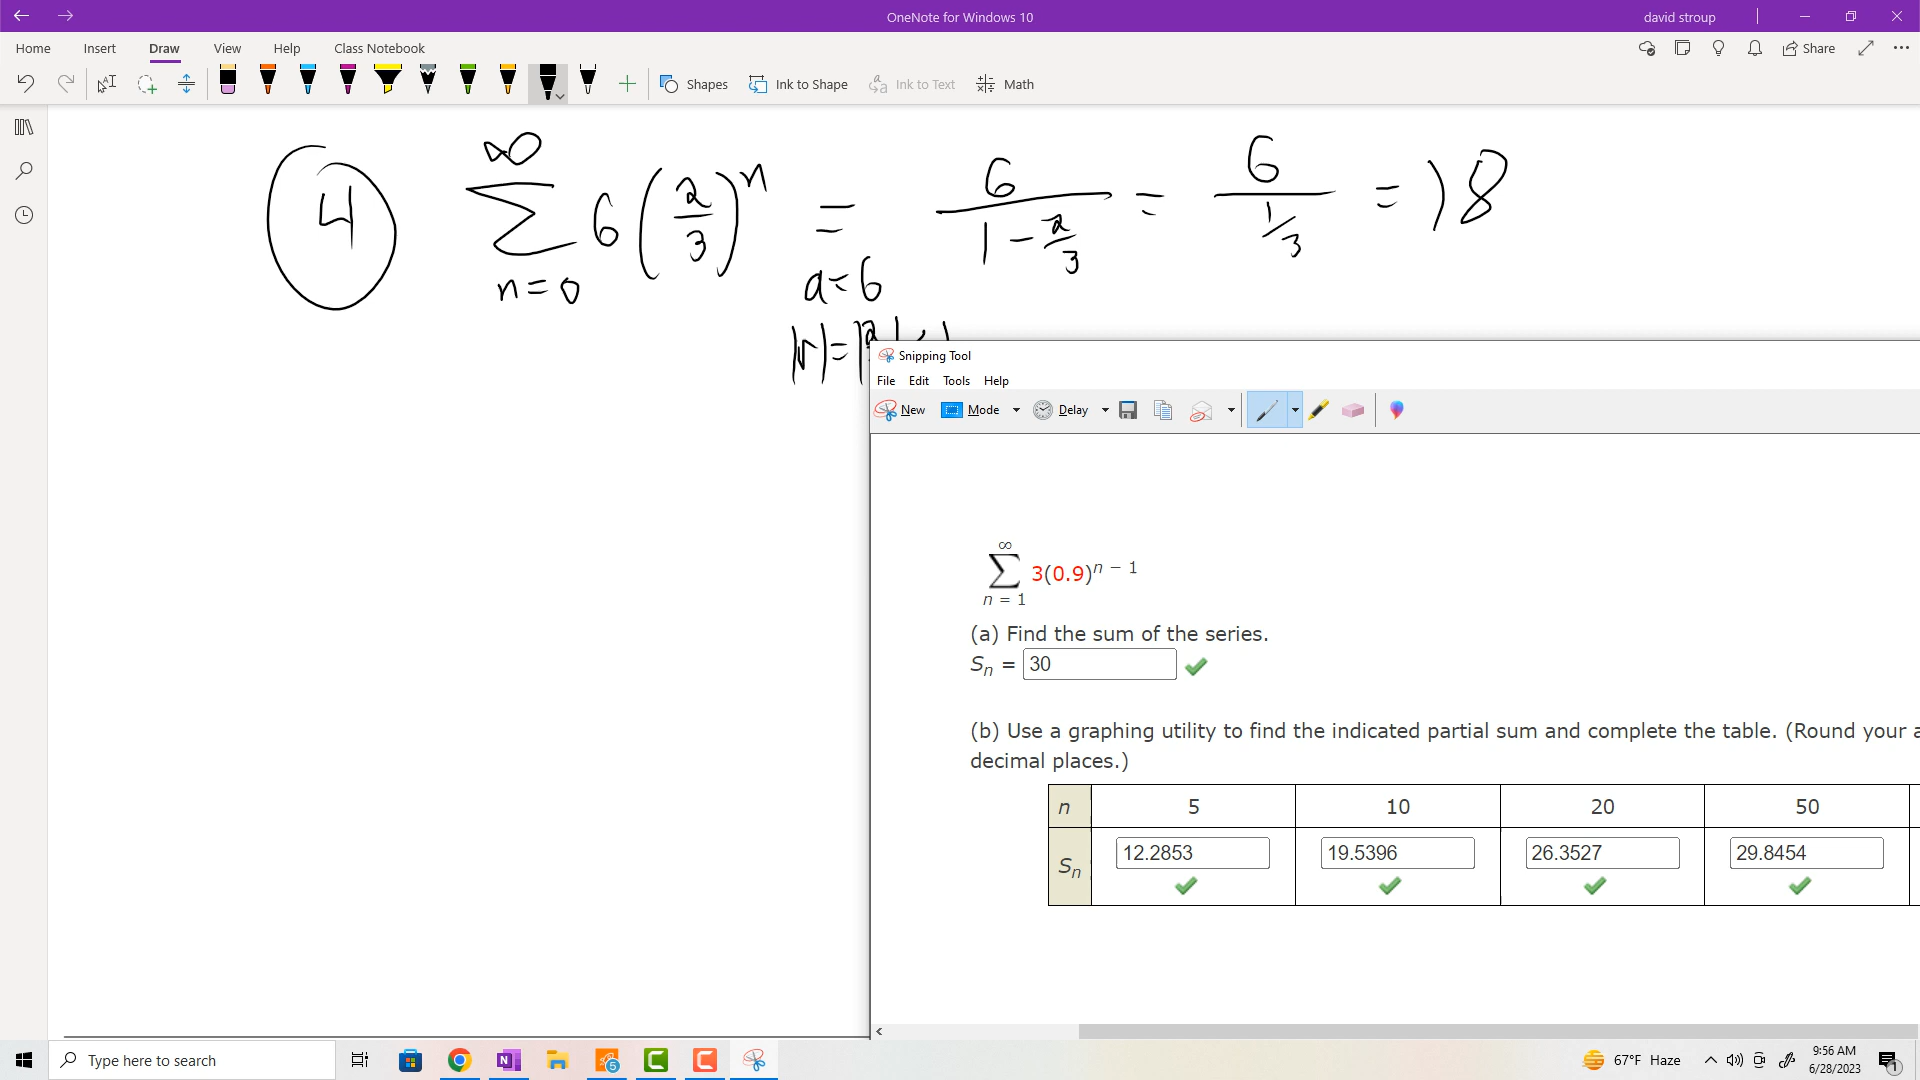 OneNote for Windows 10
david stroup
Home Insert Draw View Help Class Notebook
Share
Shapes Ink to Shape Ink to Text Math
4 ∞ ∑ n=0 6(2/3)^n = 6/(1-2/3) = 6/(1/3) = 18
a=6
|r|=|2
Snipping Tool
File Edit Tools Help
New Mode Delay
∞
∑ 3(0.9)^n − 1
n = 1
(a) Find the sum of the series.
Sn = 30
(b) Use a graphing utility to find the indicated partial sum and complete the table. (Round your a
decimal places.)
n 5 10 20 50
Sn 12.2853 19.5396 26.3527 29.8454
Type here to search
5
67°F Haze
9:56 AM
6/28/2023
1